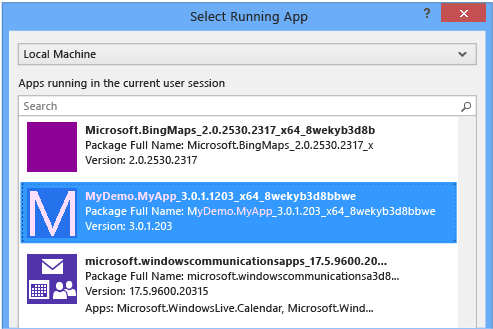 Select Running App
?
Local Machine
Apps running in the current user session
Search
Microsoft.BingMaps_2.0.2530.2317_x64_8wekyb3d8b
Package Full Name: Microsoft.BingMaps_2.0.2530.2317_x
Version: 2.0.2530.2317
M
MyDemo.MyApp_3.0.1.1203_x64_8wekyb3d8bbwe
Package Full Name: MyDemo.MyApp_3.0.1.203_x64_8wekyb3d8bbwe
Version: 3.0.1.203
microsoft.windowscommunicationsapps_17.5.9600.20...
Package Full Name: microsoft.windowscommunicationsa3d8...
Version: 17.5.9600.20315
Apps: Microsoft.WindowsLive.Calendar, Microsoft.Wind...